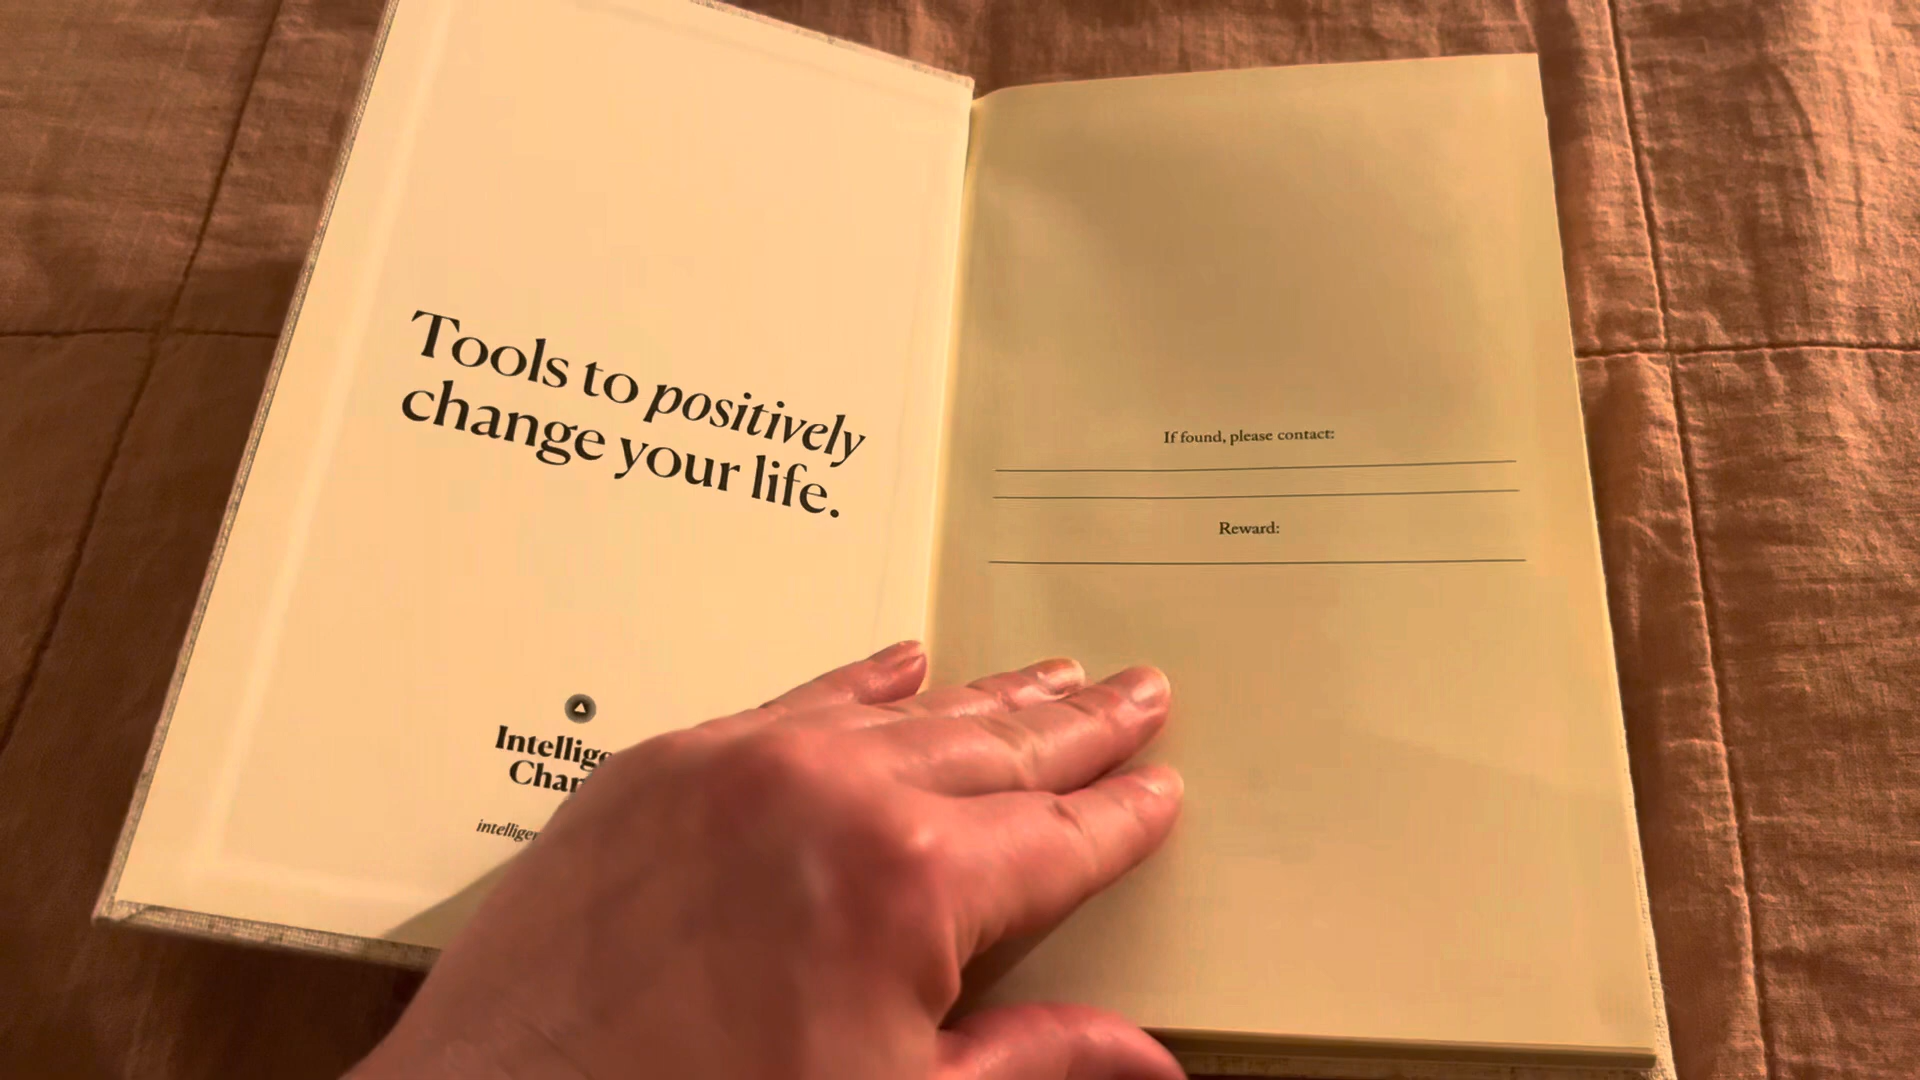 Tools to positively
change your life.
If found, please contact:
Reward: